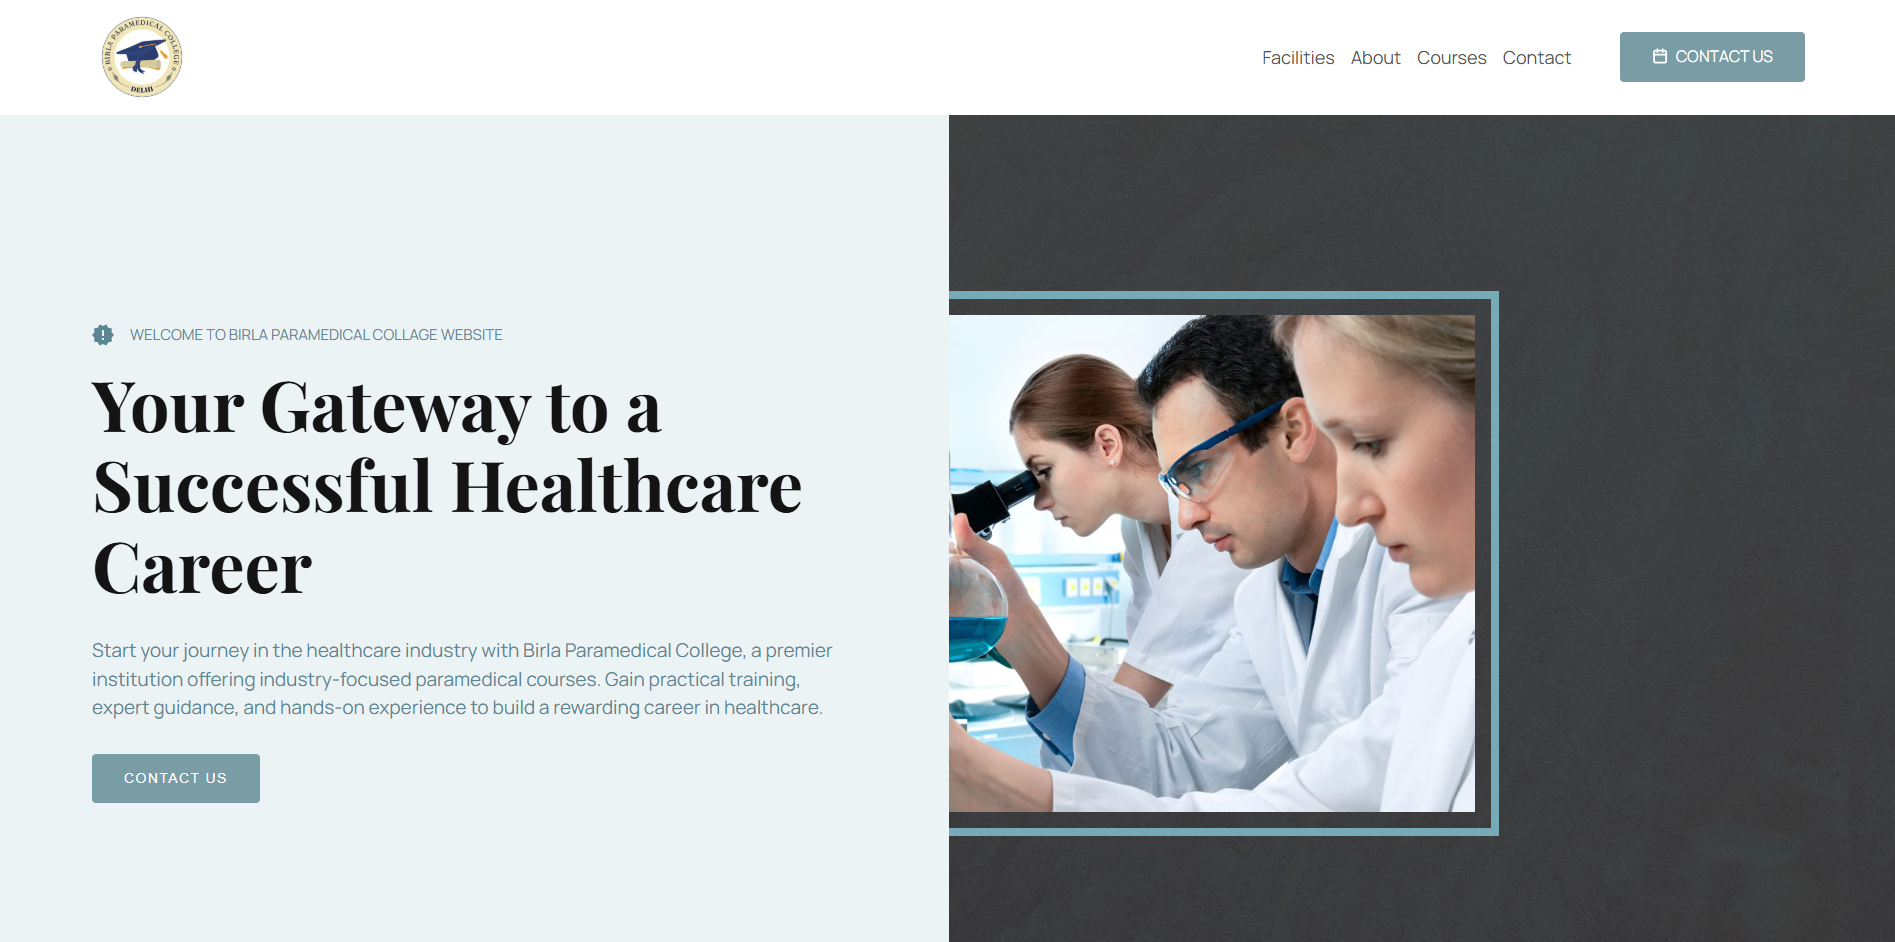 BIRLA PARAMEDICAL COLLEGE
DELHI
Facilities About Courses Contact
CONTACT US
WELCOME TO BIRLA PARAMEDICAL COLLAGE WEBSITE
Your Gateway to a
Successful Healthcare
Career
Start your journey in the healthcare industry with Birla Paramedical College, a premier
institution offering industry-focused paramedical courses. Gain practical training,
expert guidance, and hands-on experience to build a rewarding career in healthcare.
CONTACT US